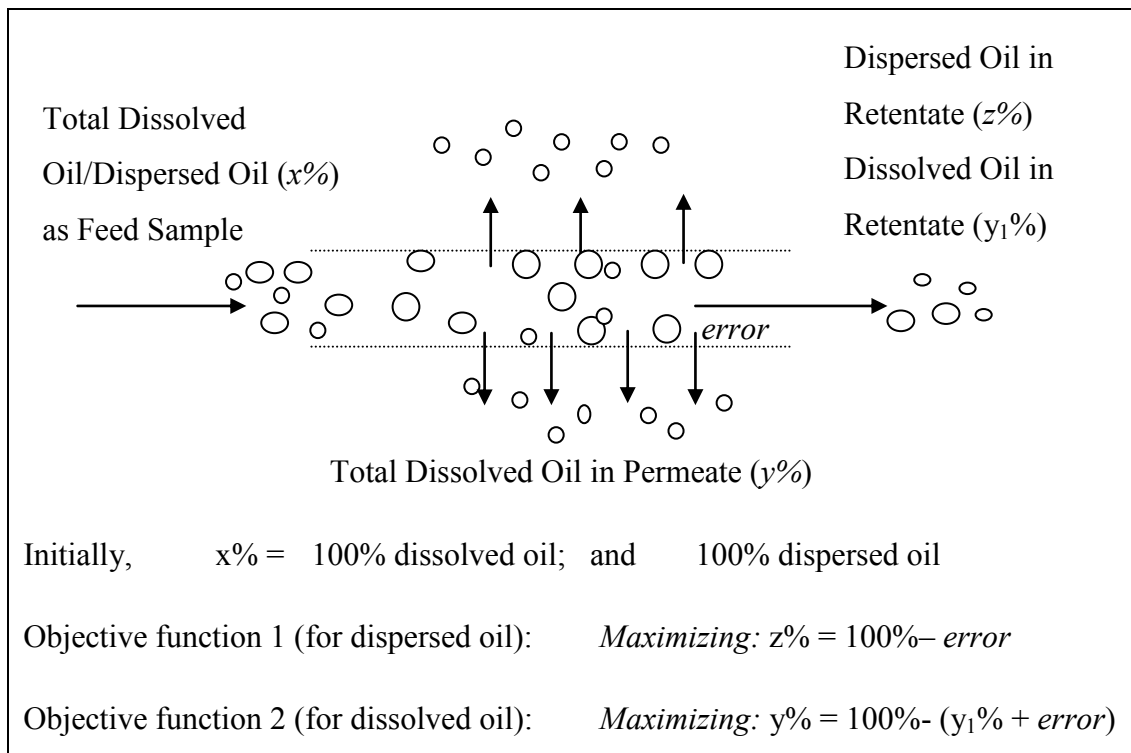 Total Dissolved
Oil/Dispersed Oil (x%)
as Feed Sample
Dispersed Oil in
Retentate (z%)
Dissolved Oil in
Retentate (y₁%)
error
Total Dissolved Oil in Permeate (y%)
Initially, x% = 100% dissolved oil; and 100% dispersed oil
Objective function 1 (for dispersed oil): Maximizing: z% = 100%– error
Objective function 2 (for dissolved oil): Maximizing: y% = 100%- (y₁% + error)